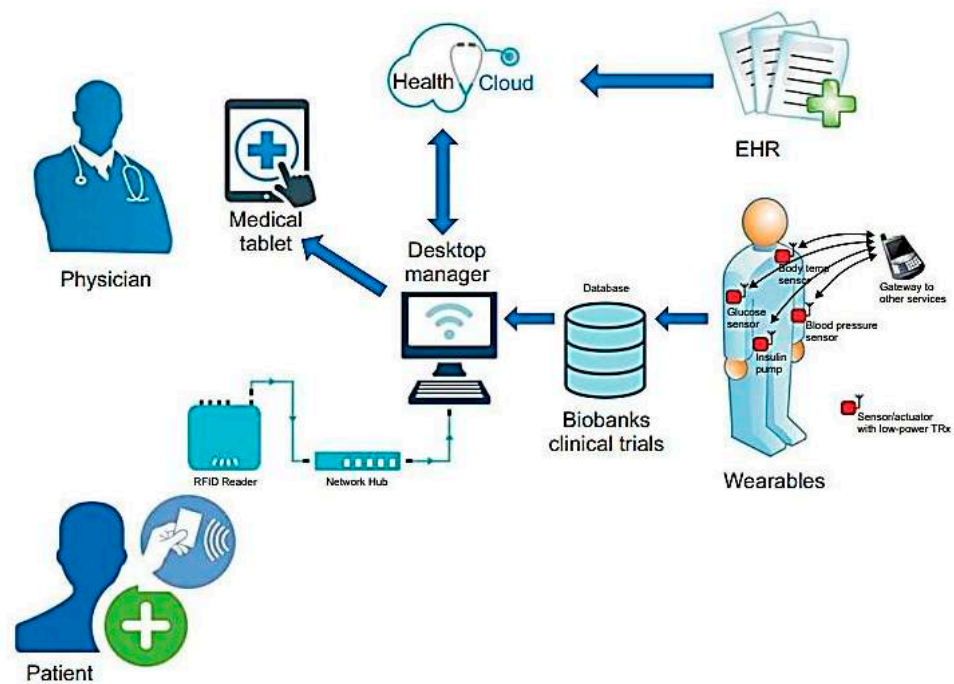 Health Cloud
EHR
Physician
Medical
tablet
Desktop
manager
Database
Biobanks
clinical trials
Body temp
sensor
Glucose
sensor
Blood pressure
sensor
Insulin
pump
Gateway to
other services
Sensor/actuator
with low-power TRx
Wearables
RFID Reader
Network Hub
Patient